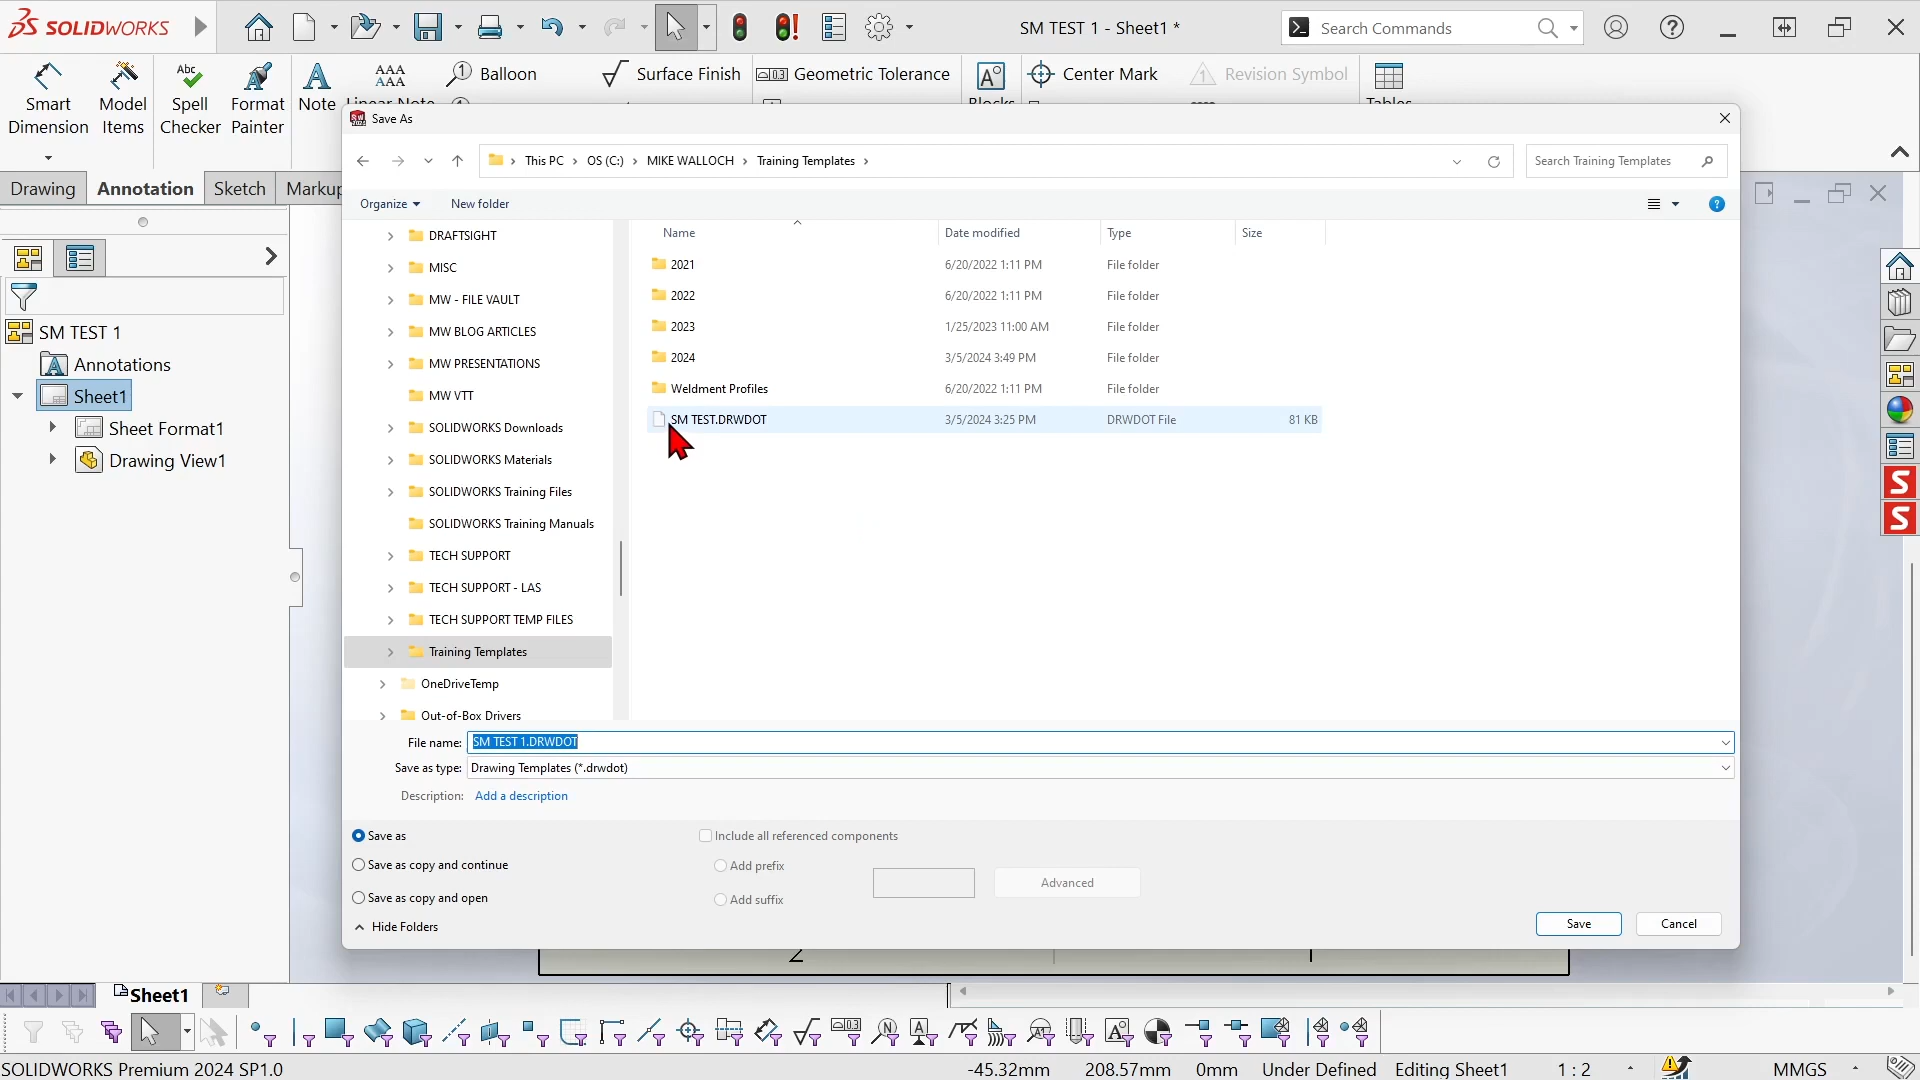 SOLIDWORKS
SM TEST 1 - Sheet1 *
Search Commands
Smart
Dimension
Model
Items
Abc
Spell
Checker
Format
Painter
Note
Linear Note
Balloon
Surface Finish
Geometric Tolerance
Blocks
Center Mark
Revision Symbol
Tables
Drawing
Annotation
Sketch
Markup
Save As
This PC
OS (C:)
MIKE WALLOCH
Training Templates
Search Training Templates
Organize
New folder
DRAFTSIGHT
MISC
MW - FILE VAULT
MW BLOG ARTICLES
MW PRESENTATIONS
MW VTT
SOLIDWORKS Downloads
SOLIDWORKS Materials
SOLIDWORKS Training Files
SOLIDWORKS Training Manuals
TECH SUPPORT
TECH SUPPORT - LAS
TECH SUPPORT TEMP FILES
Training Templates
OneDriveTemp
Out-of-Box Drivers
Name Date modified Type Size
2021 6/20/2022 1:11 PM File folder
2022 6/20/2022 1:11 PM File folder
2023 1/25/2023 11:00 AM File folder
2024 3/5/2024 3:49 PM File folder
Weldment Profiles 6/20/2022 1:11 PM File folder
SM TEST.DRWDOT 3/5/2024 3:25 PM DRWDOT File 81 KB
File name: SM TEST 1.DRWDOT
Save as type: Drawing Templates (*.drwdot)
Description: Add a description
Save as
Save as copy and continue
Save as copy and open
Include all referenced components
Add prefix
Add suffix
Advanced
Hide Folders
Save
Cancel
SM TEST 1
Annotations
Sheet1
Sheet Format1
Drawing View1
Sheet1
SOLIDWORKS Premium 2024 SP1.0
-45.32mm 208.57mm 0mm Under Defined Editing Sheet1 1 : 2 MMGS